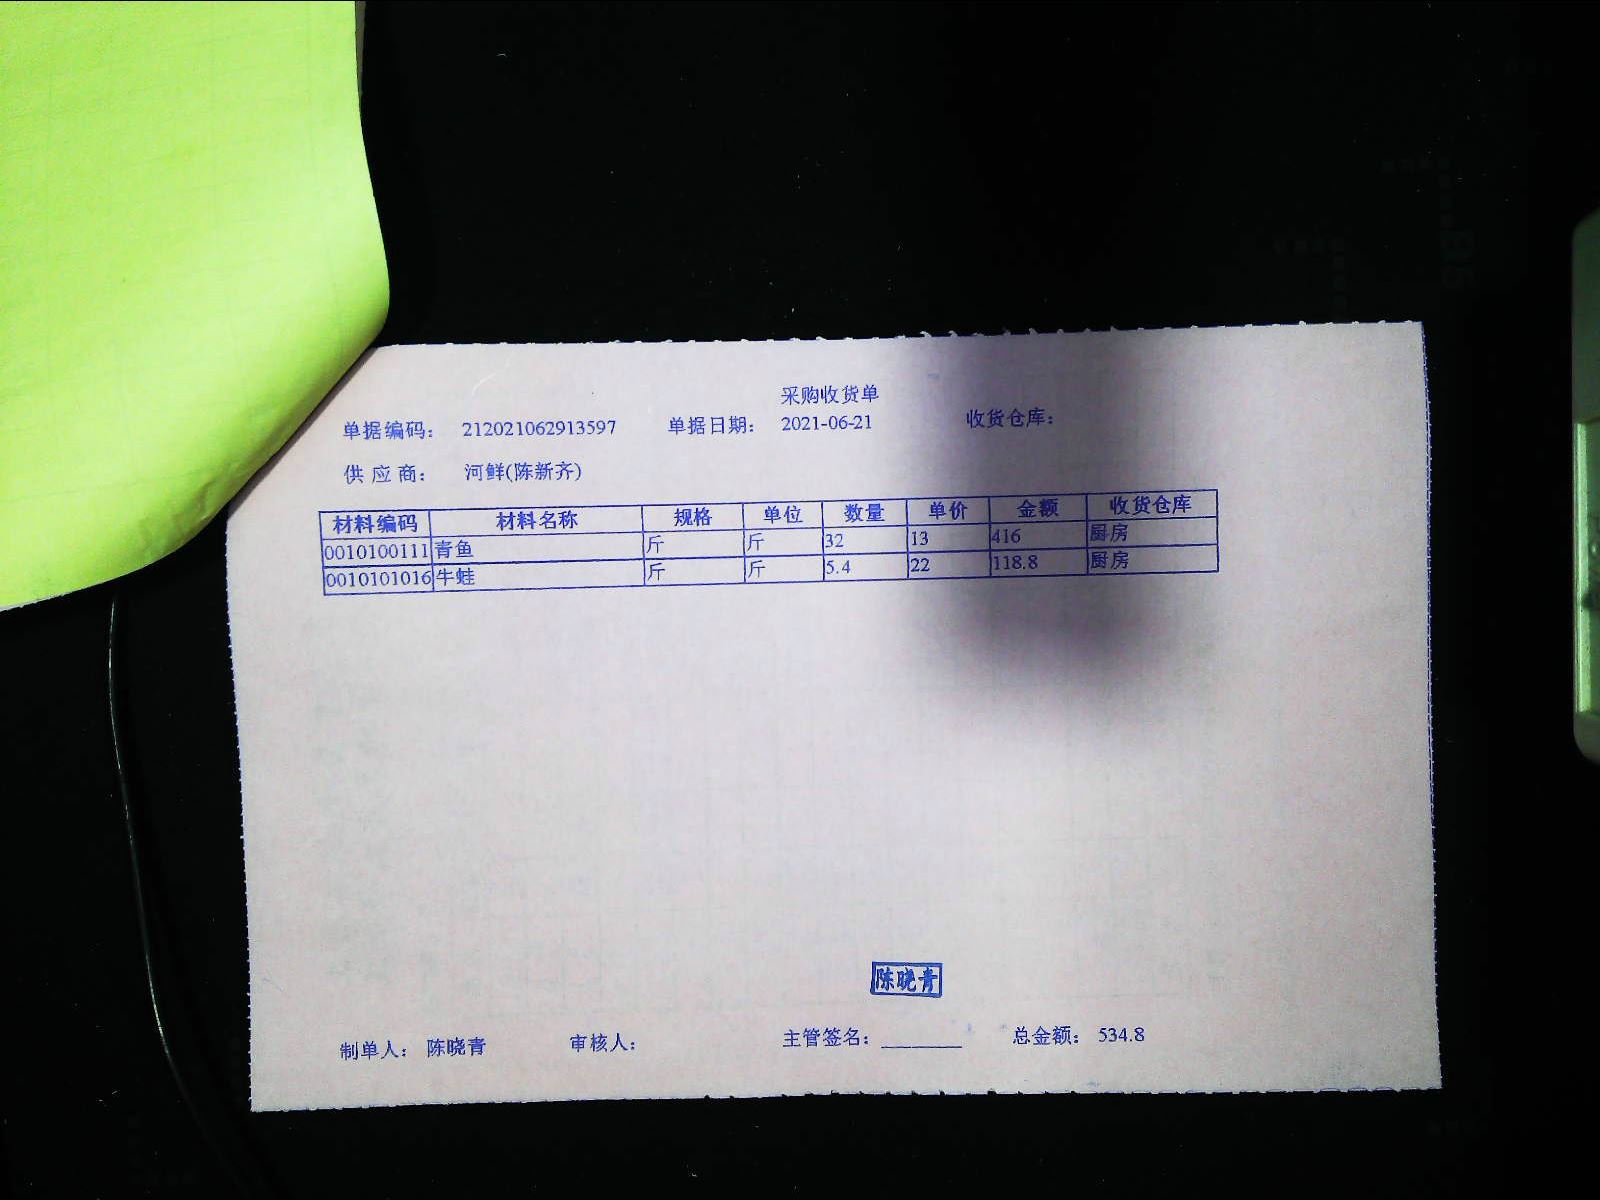 采购收货单
单据编码： 212021062913597 单据日期： 2021-06-21 收货仓库：
供应商： 河鲜(陈新齐)
材料编码 材料名称 规格 单位 数量 单价 金额 收货仓库
0010100111 青鱼 斤 斤 32 13 416 厨房
0010101016 牛蛙 斤 斤 5.4 22 118.8 厨房
陈晓青
制单人： 陈晓青 审核人： 主管签名：________ 总金额： 534.8